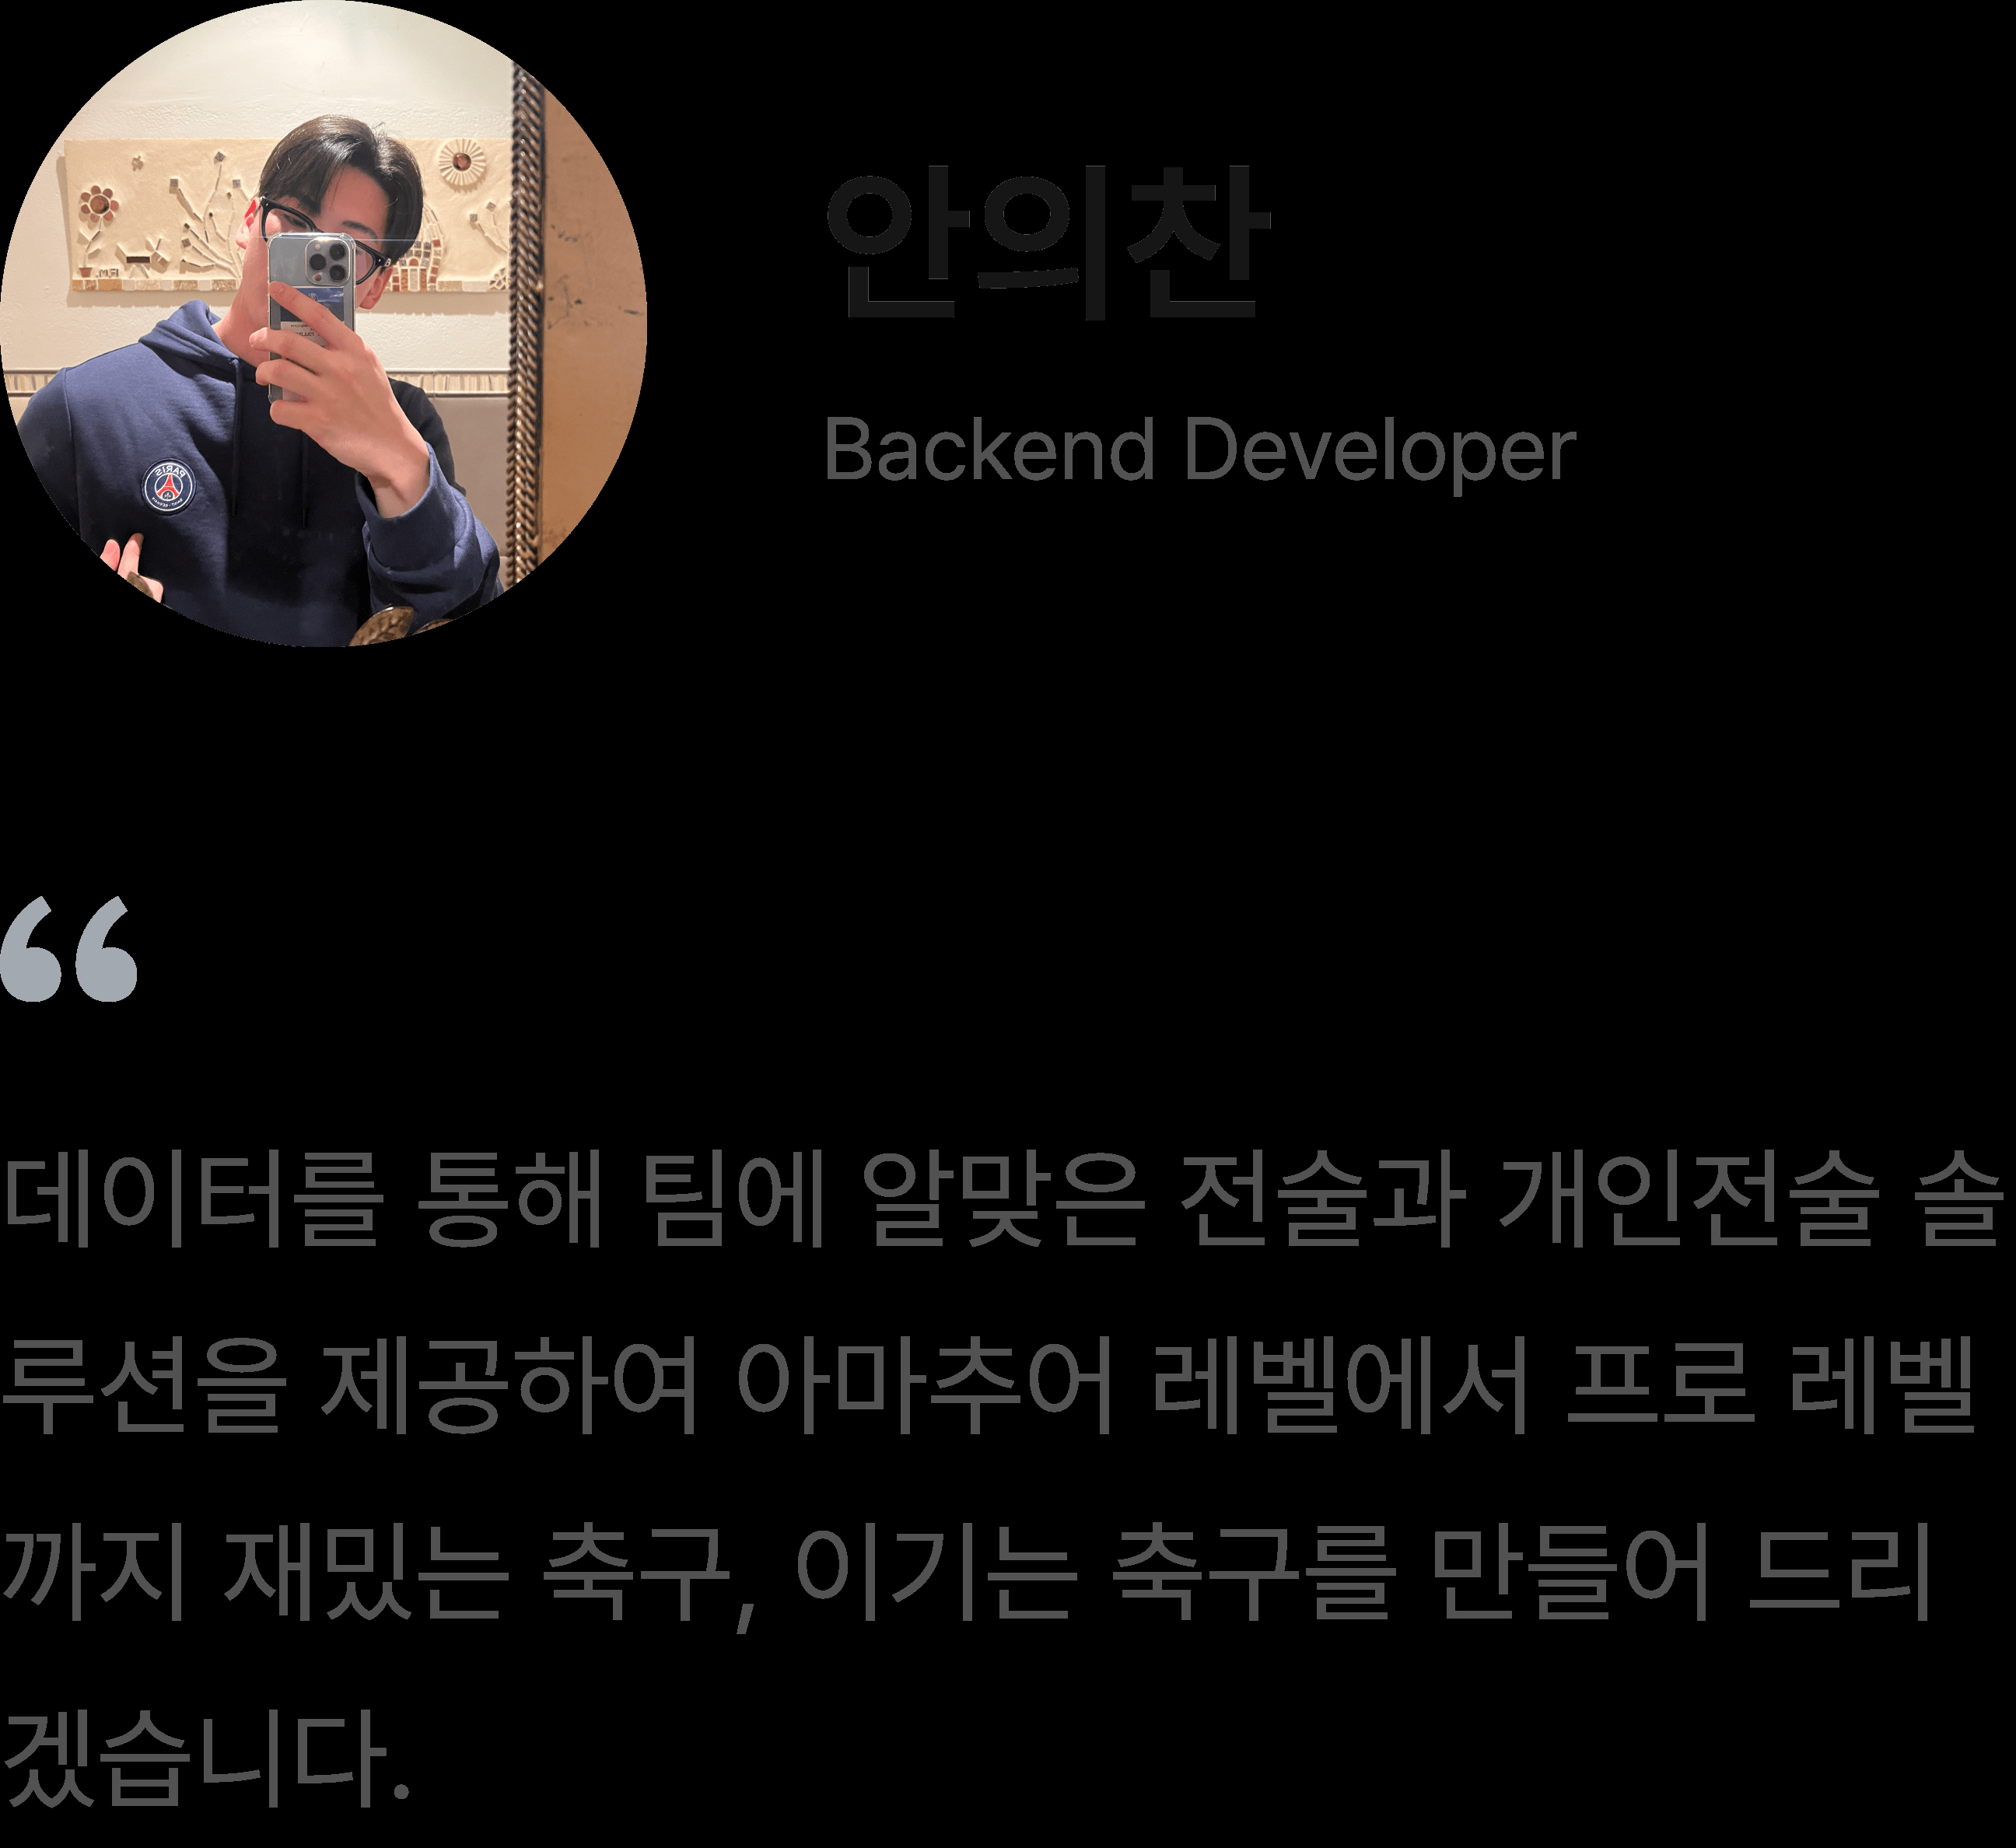 안의찬
Backend Developer
“
데이터를 통해 팀에 알맞은 전술과 개인전술 솔
루션을 제공하여 아마추어 레벨에서 프로 레벨
까지 재밌는 축구, 이기는 축구를 만들어 드리
겠습니다.